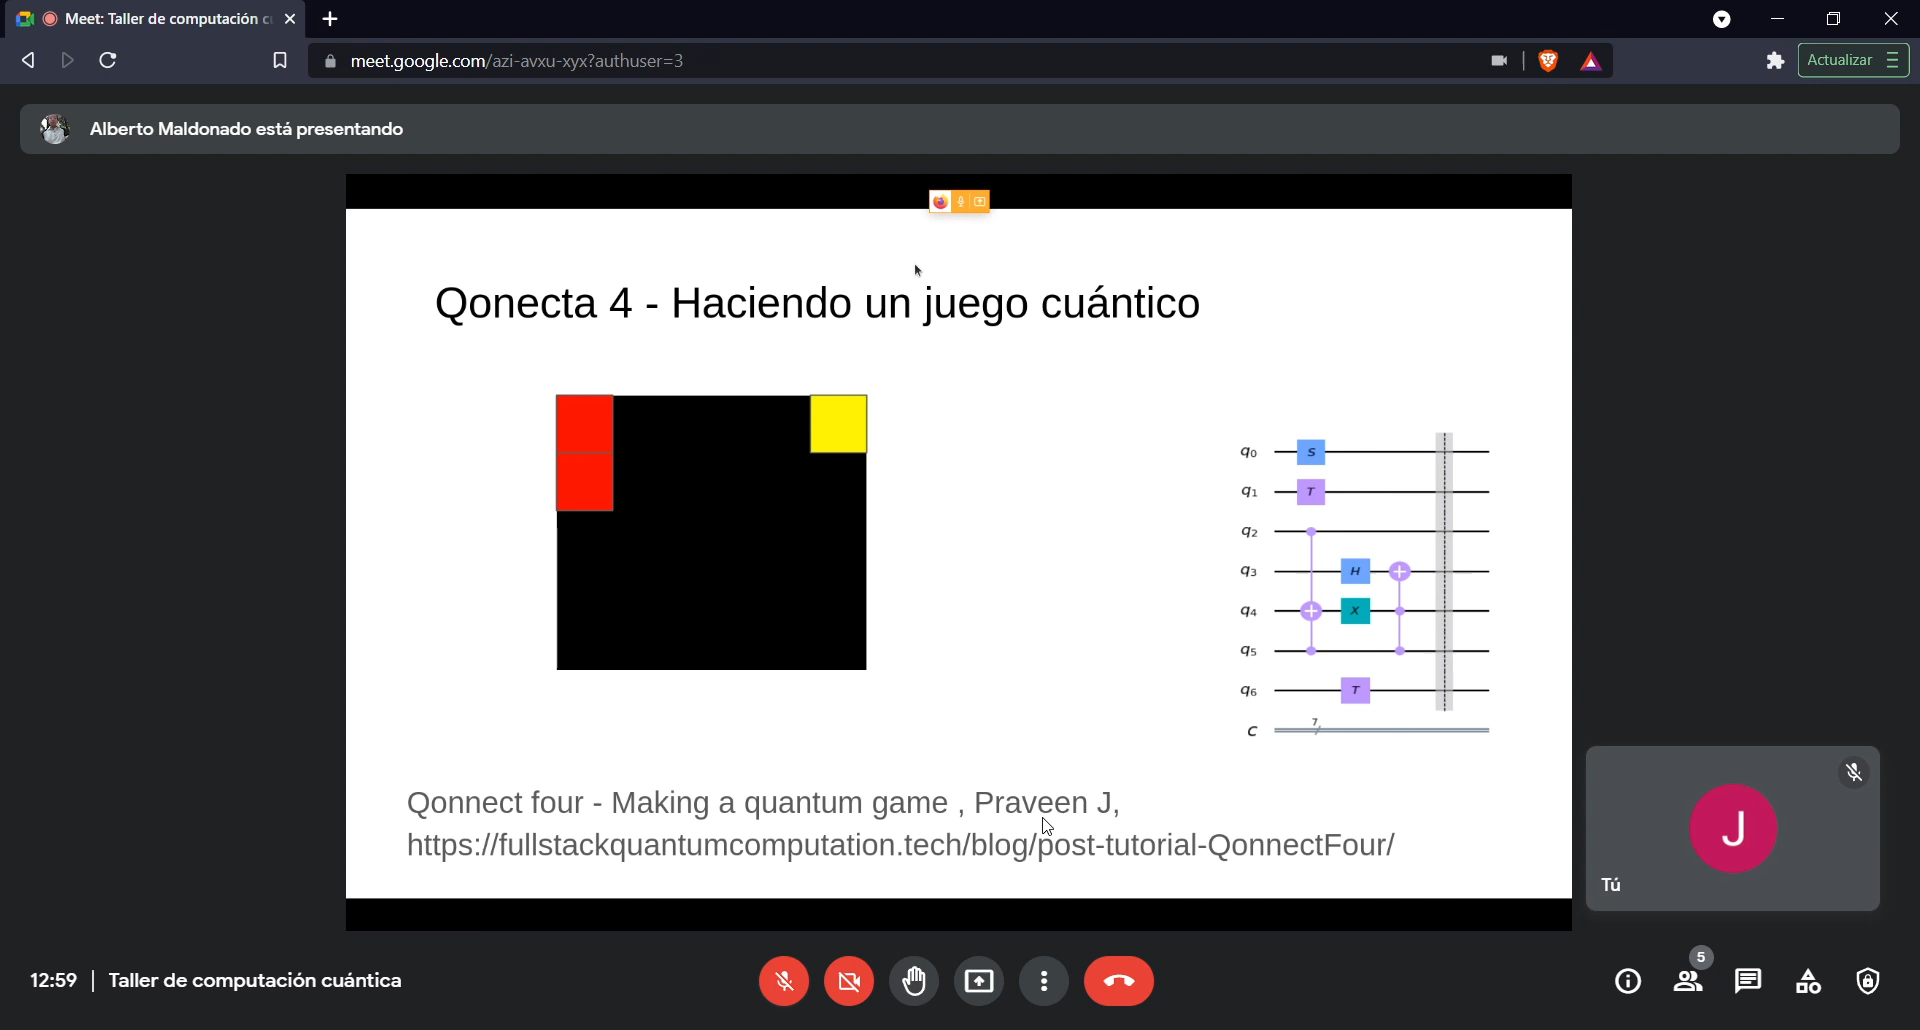 Meet: Taller de computación c
meet.google.com/azi-avxu-xyx?authuser=3
Actualizar
Alberto Maldonado está presentando
Qonecta 4 - Haciendo un juego cuántico
q0 S
q1 T
q2
q3 H
q4 X
q5
q6 T
C 7
Qonnect four - Making a quantum game , Praveen J,
https://fullstackquantumcomputation.tech/blog/post-tutorial-QonnectFour/
J
Tú
12:59 | Taller de computación cuántica
5